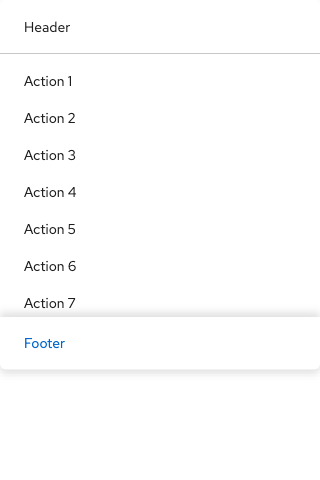 Header
Action 1
Action 2
Action 3
Action 4
Action 5
Action 6
Action 7
Footer